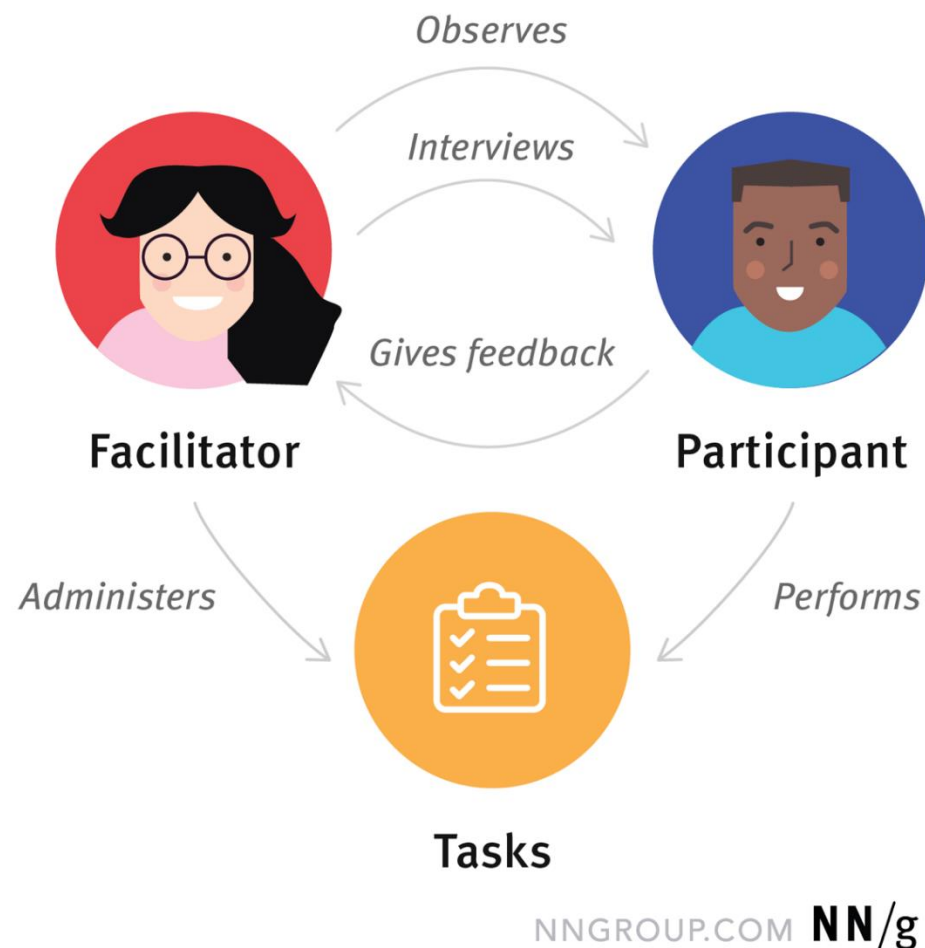 Observes
Interviews
Gives feedback
Facilitator
Participant
Administers
Performs
Tasks
NNGROUP.COM NN/g